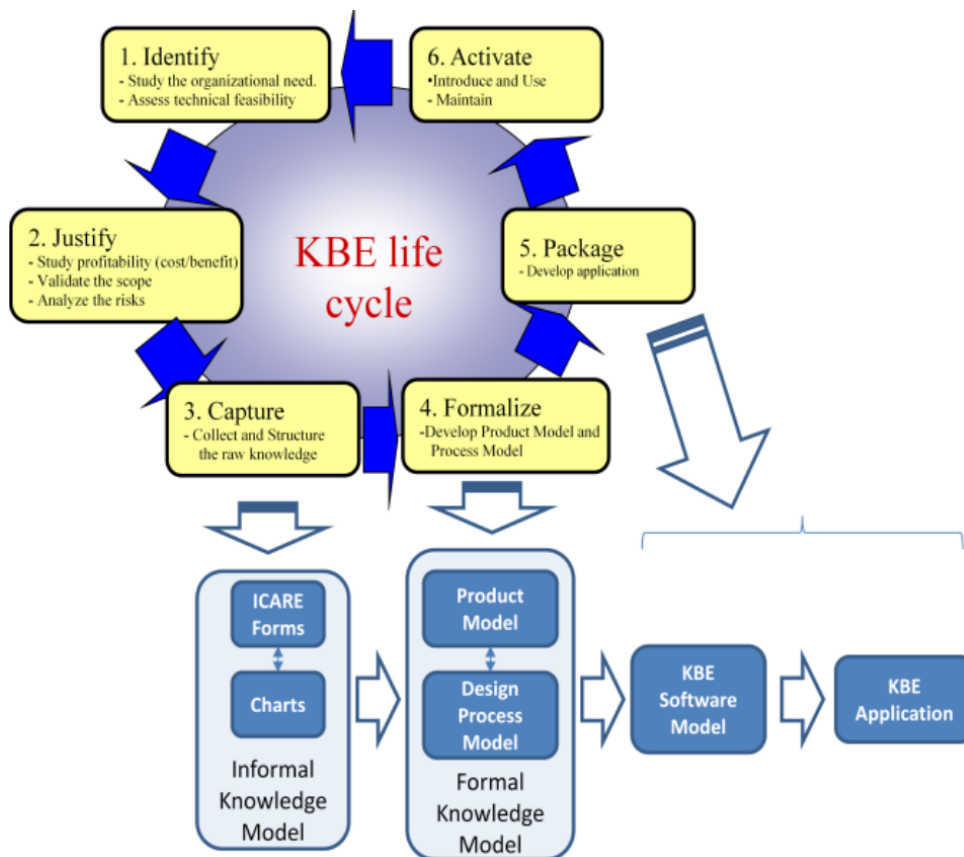 1. Identify
- Study the organizational need.
- Assess technical feasibility
6. Activate
•Introduce and Use
- Maintain
2. Justify
- Study profitability (cost/benefit)
- Validate the scope
- Analyze the risks
KBE life
cycle
5. Package
- Develop application
3. Capture
- Collect and Structure
the raw knowledge
4. Formalize
-Develop Product Model and
Process Model
ICARE
Forms
Charts
Informal
Knowledge
Model
Product
Model
Design
Process
Model
Formal
Knowledge
Model
KBE
Software
Model
KBE
Application